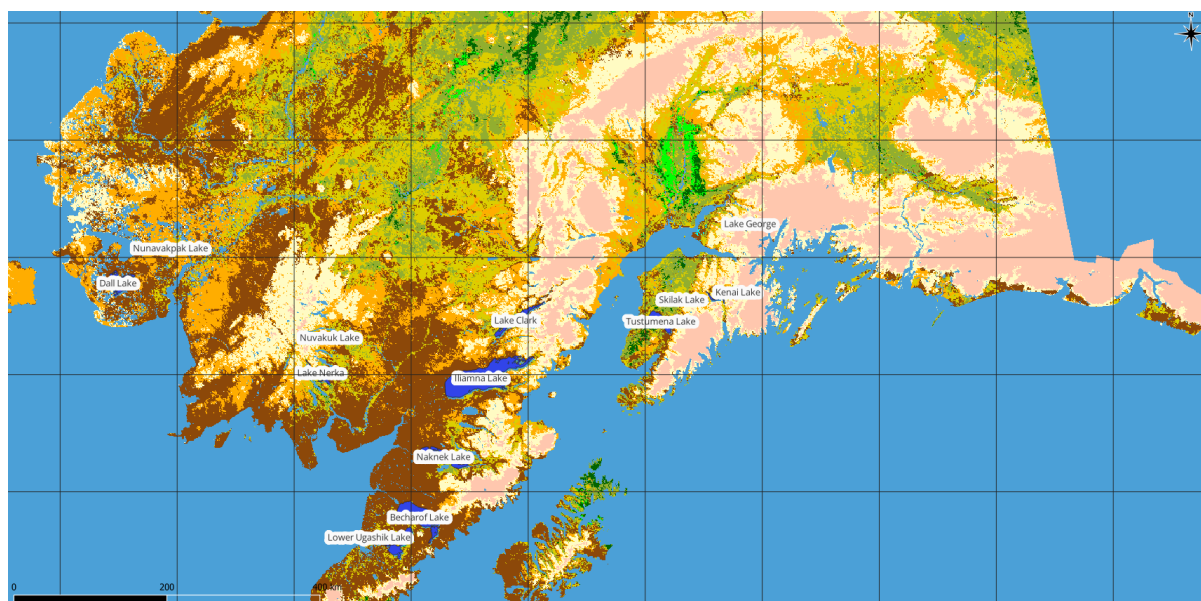 Lake George
Nunavakpak Lake
Dall Lake
Kenai Lake
Skilak Lake
Lake Clark
Tustumena Lake
Nuvakuk Lake
Lake Nerka
Iliamna Lake
Naknek Lake
Becharof Lake
Lower Ugashik Lake
0 200